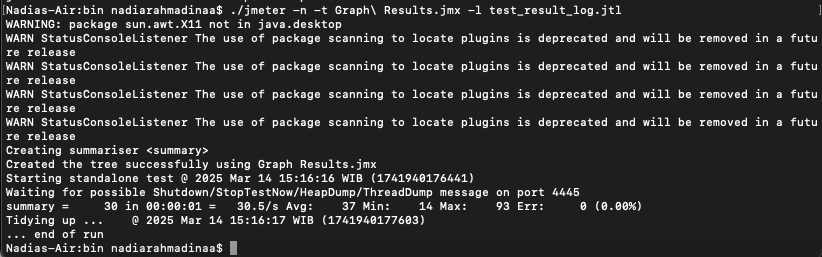 [Nadias-Air:bin nadiarahmadinaa$ ./jmeter -n -t Graph\ Results.jmx -l test_result_log.jtl ]
WARNING: package sun.awt.X11 not in java.desktop
WARN StatusConsoleListener The use of package scanning to locate plugins is deprecated and will be removed in a futu
re release
WARN StatusConsoleListener The use of package scanning to locate plugins is deprecated and will be removed in a futu
re release
WARN StatusConsoleListener The use of package scanning to locate plugins is deprecated and will be removed in a futu
re release
WARN StatusConsoleListener The use of package scanning to locate plugins is deprecated and will be removed in a futu
re release
Creating summariser <summary>
Created the tree successfully using Graph Results.jmx
Starting standalone test @ 2025 Mar 14 15:16:16 WIB (1741940176441)
Waiting for possible Shutdown/StopTestNow/HeapDump/ThreadDump message on port 4445
summary =     30 in 00:00:01 =   30.5/s Avg:    37 Min:    14 Max:    93 Err:     0 (0.00%)
Tidying up ...    @ 2025 Mar 14 15:16:17 WIB (1741940177603)
... end of run
Nadias-Air:bin nadiarahmadinaa$